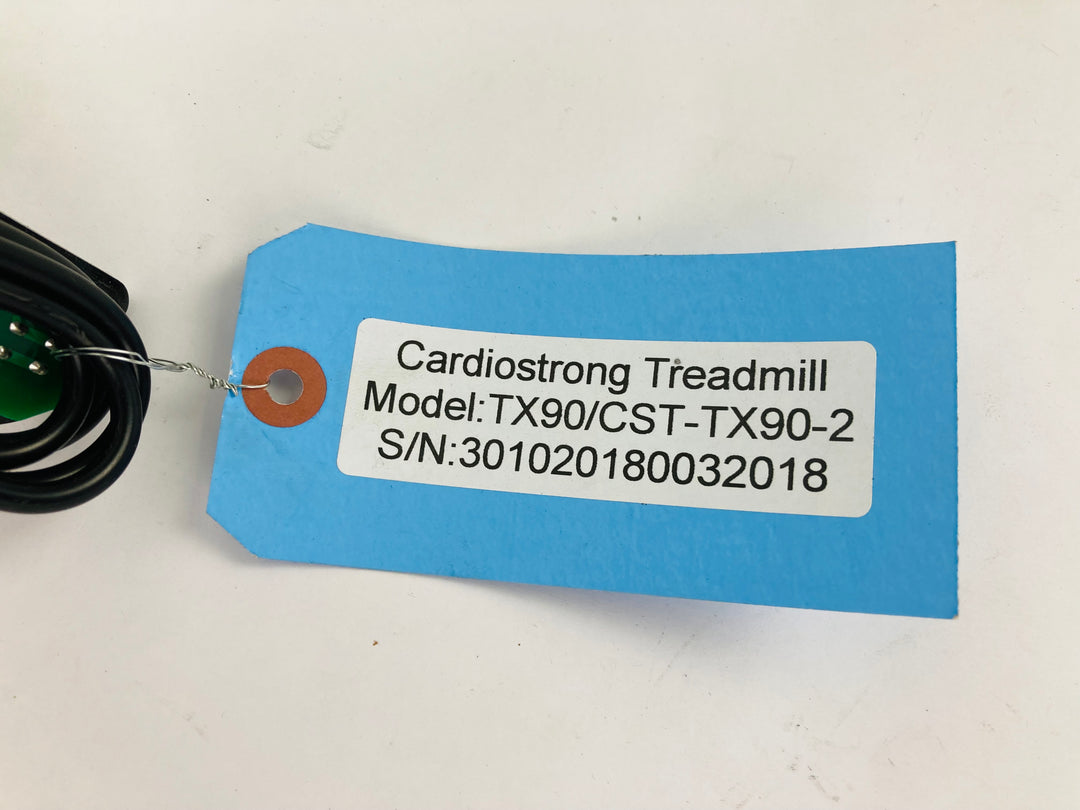 Cardiostrong Treadmill
Model:TX90/CST-TX90-2
S/N:301020180032018